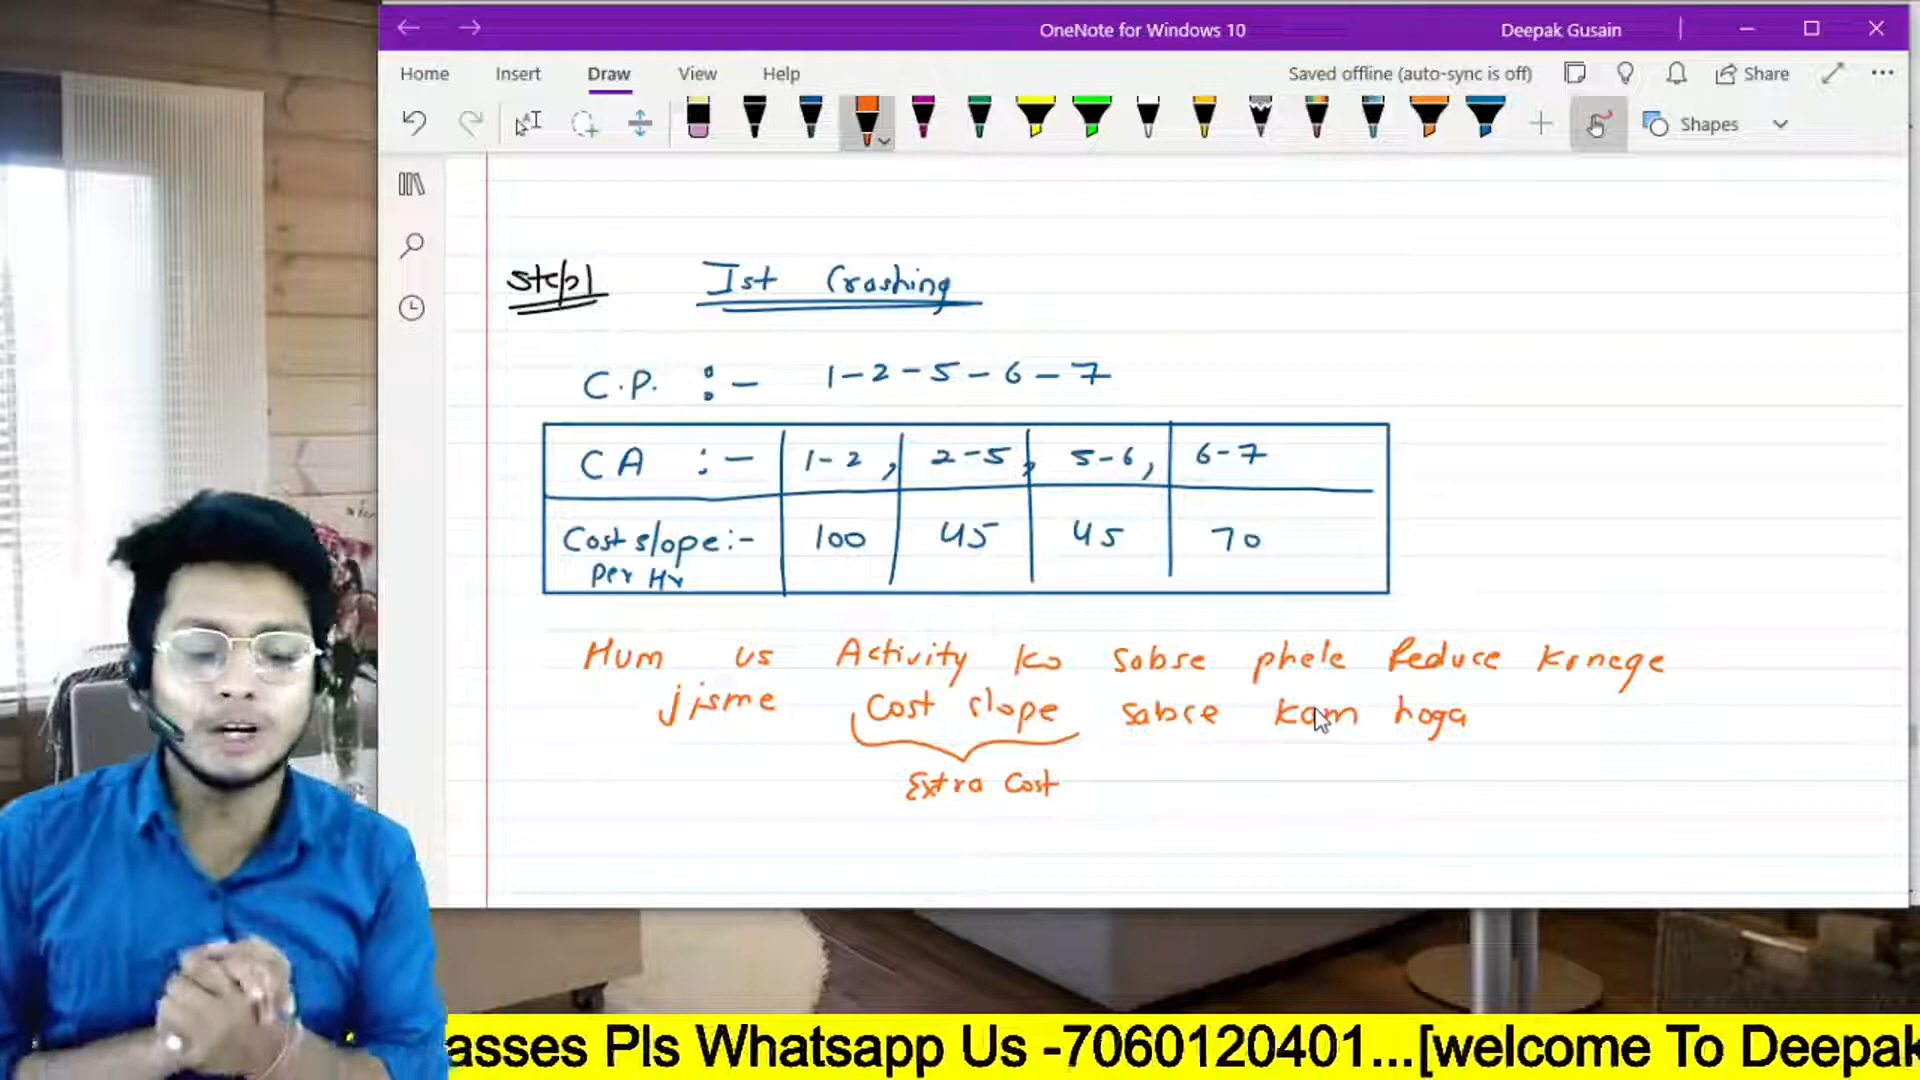 OneNote for Windows 10 Deepak Gusain
Home Insert Draw View Help Saved offline (auto-sync is off) Share
Shapes
Step1 Ist Crashing
C.P. :- 1-2-5-6-7
CA :- 1-2, 2-5, 5-6, 6-7
Cost slope:- 100 45 45 70
Per Hr
Hum us Activity ko sabse phele Reduce krnege
jisme Cost slope sabse kam hoga
Extra Cost
asses Pls Whatsapp Us -7060120401...[welcome To Deepak